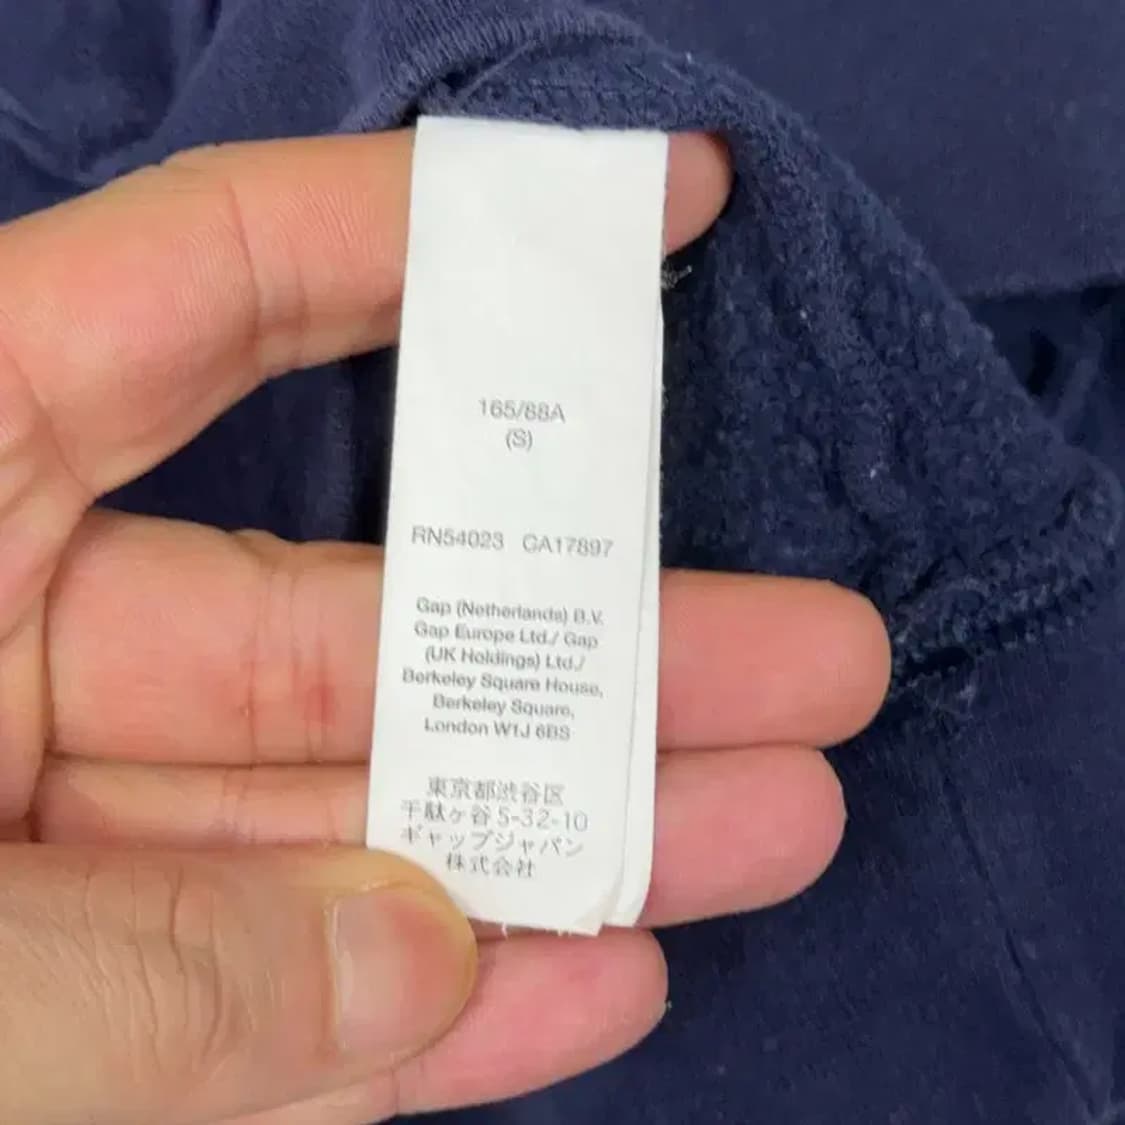 165/88A
(S)
RN54023 CA17897
Gap (Netherlands) B.V.
Gap Europe Ltd./ Gap
(UK Holdings) Ltd./
Berkeley Square House,
Berkeley Square,
London W1J 6BS
東京都渋谷区
千駄ヶ谷 5-32-10
ギャップジャパン
株式会社